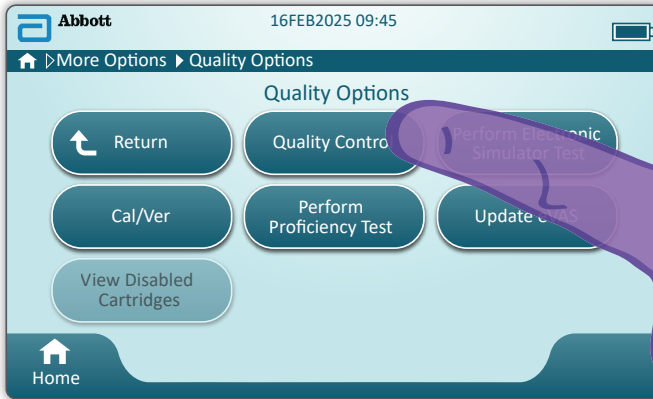 Abbott
16FEB2025 09:45
More Options Quality Options
Quality Options
Return
Quality Control
Perform Electronic
Simulator Test
Cal/Ver
Perform
Proficiency Test
Update eVAS
View Disabled
Cartridges
Home